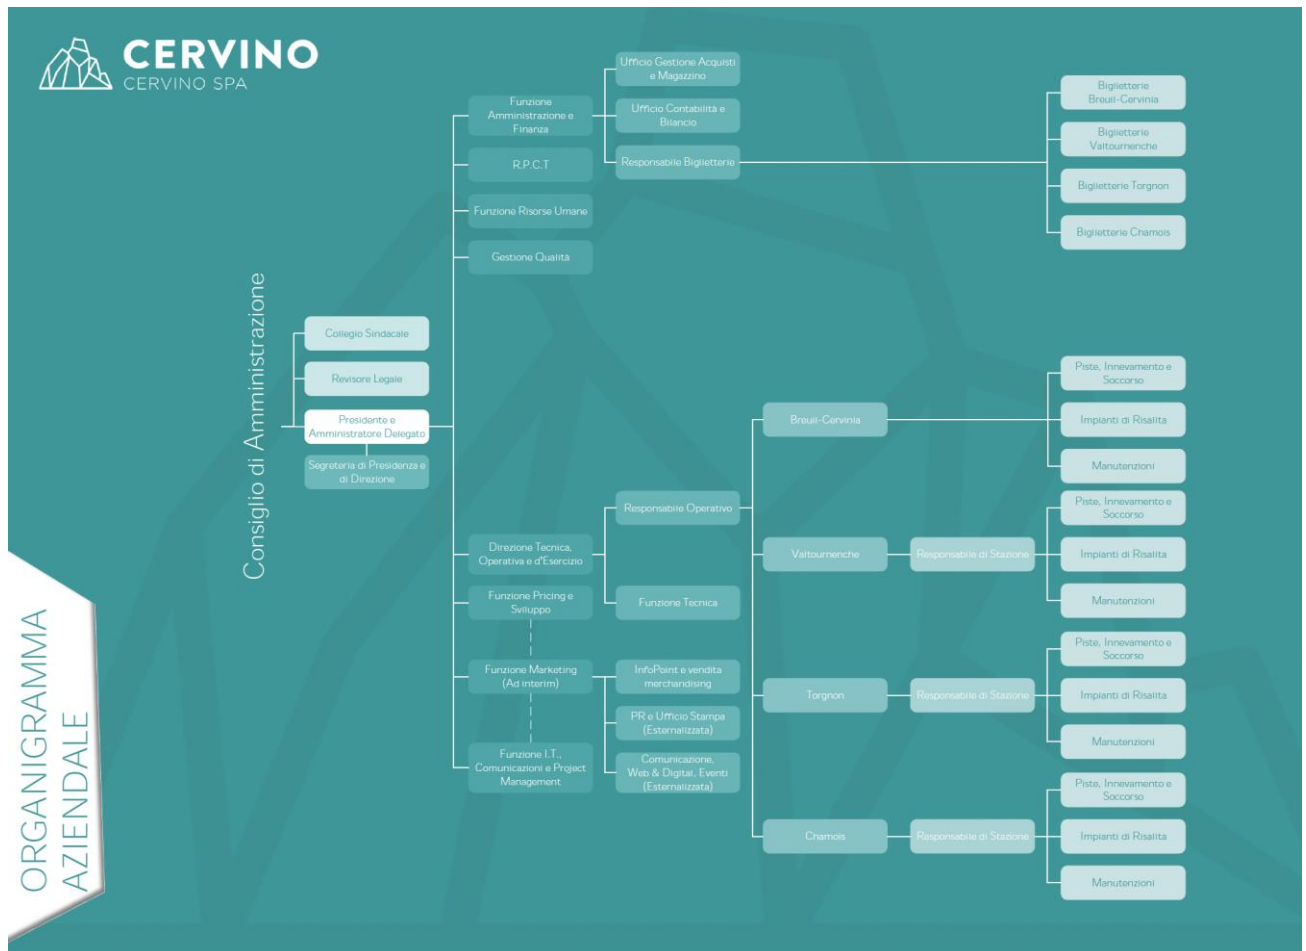 CERVINO
CERVINO SPA
ORGANIGRAMMA
AZIENDALE
Consiglio di Amministrazione
Collegio Sindacale
Revisore Legale
Presidente e
Amministratore Delegato
Segreteria di Presidenza e
di Direzione
Funzione
Amministrazione e
Finanza
R.P.C.T
Funzione Risorse Umane
Gestione Qualità
Direzione Tecnica,
Operativa e d'Esercizio
Funzione Pricing e
Sviluppo
Funzione Marketing
(Ad interim)
Funzione I.T.,
Comunicazioni e Project
Management
Ufficio Gestione Acquisti
e Magazzino
Ufficio Contabilità e
Bilancio
Responsabile Biglietterie
Responsabile Operativo
Funzione Tecnica
InfoPoint e vendita
merchandising
PR e Ufficio Stampa
(Esternalizzata)
Comunicazione,
Web & Digital, Eventi
(Esternalizzata)
Biglietterie
Breuil-Cervinia
Biglietterie
Valtournenche
Biglietterie Torgnon
Biglietterie Chamois
Breuil-Cervinia
Piste, Innevamento e
Soccorso
Impianti di Risalita
Manutenzioni
Valtournenche
Responsabile di Stazione
Piste, Innevamento e
Soccorso
Impianti di Risalita
Manutenzioni
Torgnon
Responsabile di Stazione
Piste, Innevamento e
Soccorso
Impianti di Risalita
Manutenzioni
Chamois
Responsabile di Stazione
Piste, Innevamento e
Soccorso
Impianti di Risalita
Manutenzioni